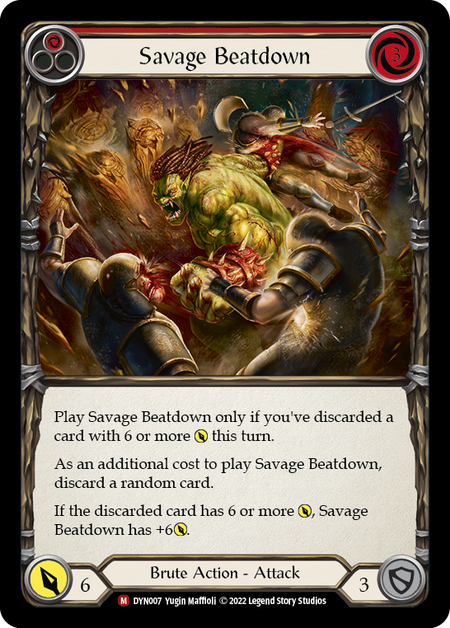 Savage Beatdown
3
Play Savage Beatdown only if you've discarded a
card with 6 or more this turn.
As an additional cost to play Savage Beatdown,
discard a random card.
If the discarded card has 6 or more , Savage
Beatdown has +6.
6
Brute Action - Attack
3
M DYN007 Yugin Maffioli © 2022 Legend Story Studios